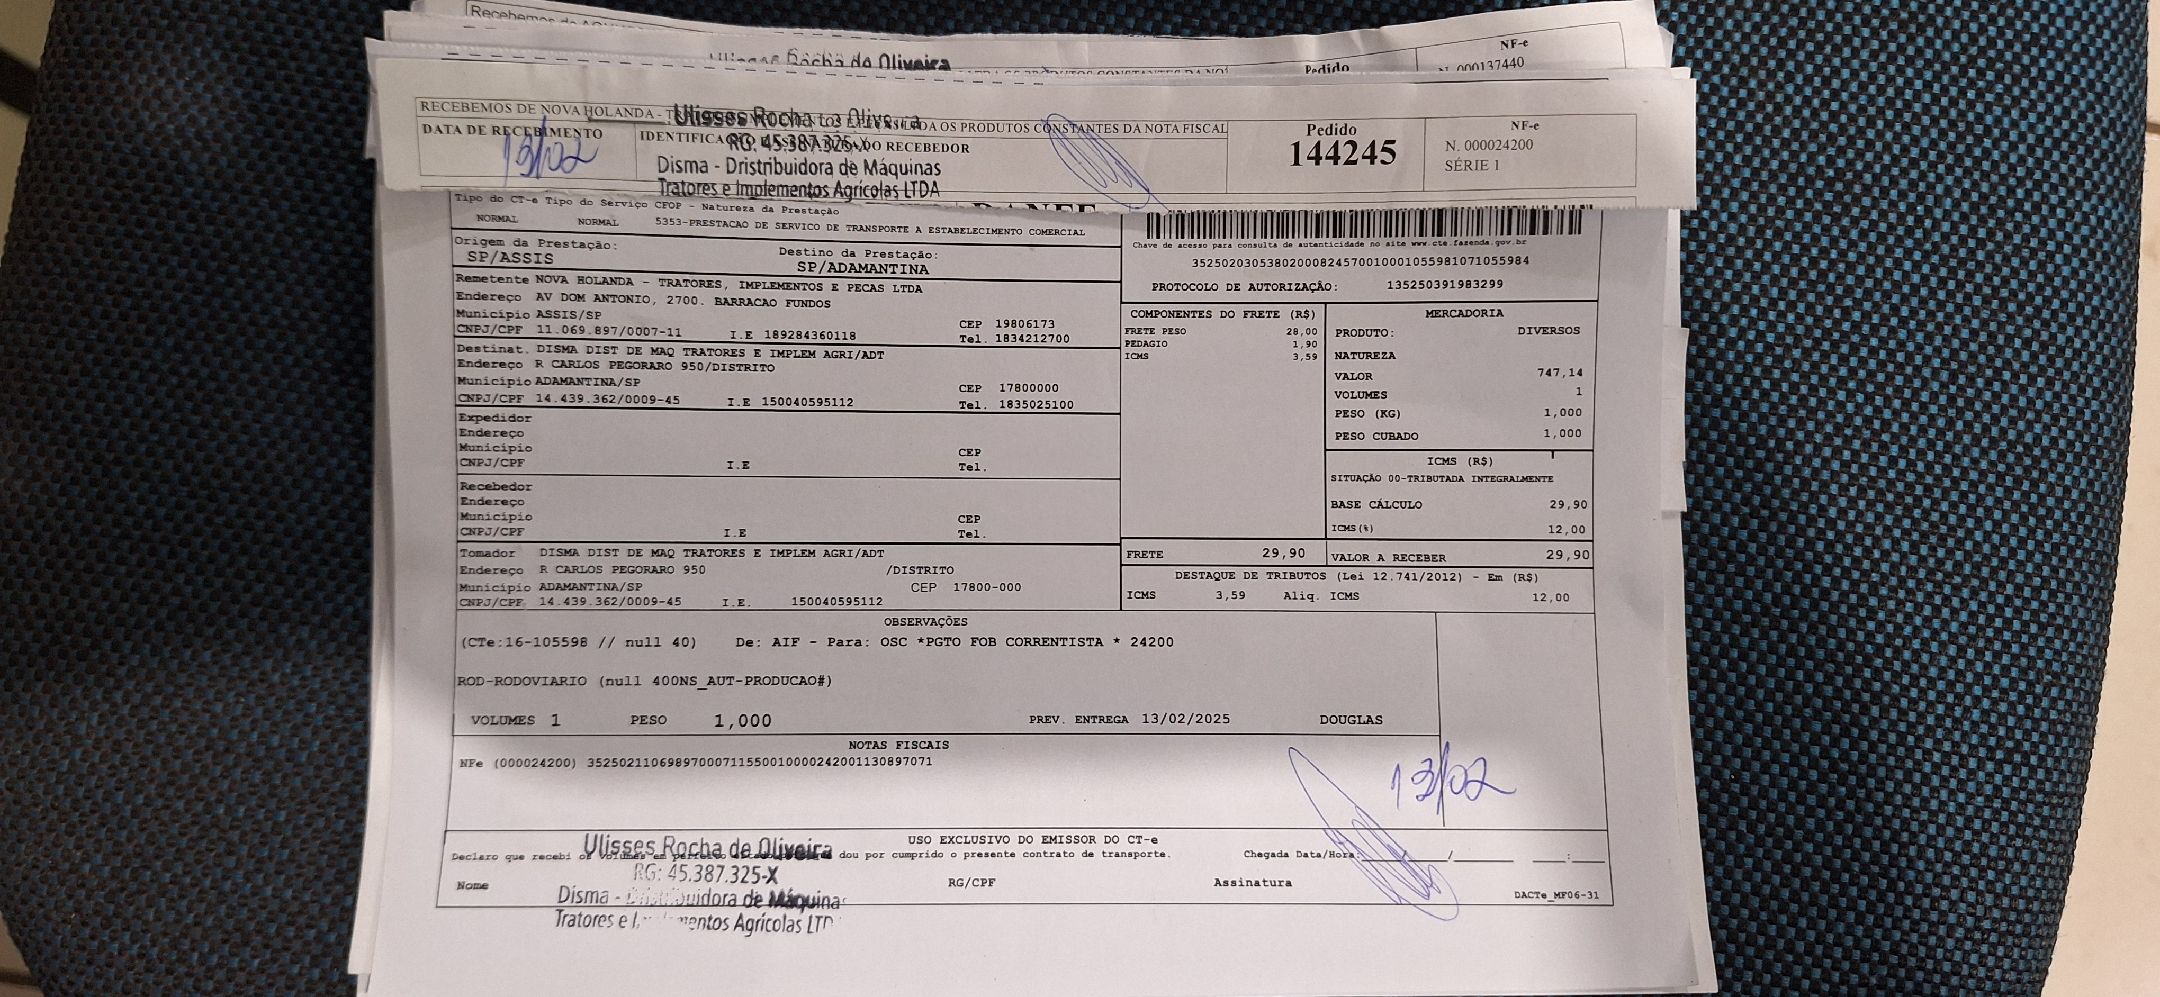 Recebemos
Ulisses Rocha de Oliveira
Pedido
NF-e
N. 000137440
RECEBEMOS DE NOVA HOLANDA - DA OS PRODUTOS CONSTANTES DA NOTA FISCAL
DATA DE RECEBIMENTO
13/02
Ulisses Rocha
RG: 45.387.325-X
Disma - Dristribuidora de Máquinas
Tratores e Implementos Agrícolas LTDA
RECEBEDOR
Pedido
144245
NF-e
N. 000024200
SÉRIE 1
DANFE
Tipo do CT-e Tipo do Serviço CFOP - Natureza da Prestação
NORMAL NORMAL 5353-PRESTACAO DE SERVICO DE TRANSPORTE A ESTABELECIMENTO COMERCIAL
Origem da Prestação: Destino da Prestação:
SP/ASSIS SP/ADAMANTINA
Remetente NOVA HOLANDA - TRATORES, IMPLEMENTOS E PECAS LTDA
Endereço AV DOM ANTONIO, 2700. BARRACAO FUNDOS
Município ASSIS/SP CEP 19806173
CNPJ/CPF 11.069.897/0007-11 I.E 189284360118 Tel. 1834212700
Destinat. DISMA DIST DE MAQ TRATORES E IMPLEM AGRI/ADT
Endereço R CARLOS PEGORARO 950/DISTRITO
Município ADAMANTINA/SP CEP 17800000
CNPJ/CPF 14.439.362/0009-45 I.E 150040595112 Tel. 1835025100
Expedidor
Endereço
Município CEP
CNPJ/CPF I.E Tel.
Recebedor
Endereço
Município CEP
CNPJ/CPF I.E Tel.
Tomador DISMA DIST DE MAQ TRATORES E IMPLEM AGRI/ADT
Endereço R CARLOS PEGORARO 950 /DISTRITO
Município ADAMANTINA/SP CEP 17800-000
CNPJ/CPF 14.439.362/0009-45 I.E. 150040595112
Chave de acesso para consulta de autenticidade no site www.cte.fazenda.gov.br
35250203053802000824570010001055981071055984
PROTOCOLO DE AUTORIZAÇÃO: 135250391983299
COMPONENTES DO FRETE (R$)
FRETE PESO 28,00
PEDAGIO 1,90
ICMS 3,59
MERCADORIA
PRODUTO: DIVERSOS
NATUREZA
VALOR 747,14
VOLUMES 1
PESO (KG) 1,000
PESO CUBADO 1,000
ICMS (R$)
SITUAÇÃO 00-TRIBUTADA INTEGRALMENTE
BASE CÁLCULO 29,90
ICMS(%) 12,00
FRETE 29,90 VALOR A RECEBER 29,90
DESTAQUE DE TRIBUTOS (Lei 12.741/2012) - Em (R$)
ICMS 3,59 Aliq. ICMS 12,00
OBSERVAÇÕES
(CTe:16-105598 // null 40) De: AIF - Para: OSC *PGTO FOB CORRENTISTA * 24200
ROD-RODOVIARIO (null 400NS_AUT-PRODUCAO#)
VOLUMES 1 PESO 1,000 PREV. ENTREGA 13/02/2025 DOUGLAS
NOTAS FISCAIS
NFe (000024200) 35250211069897000711550010000242001130897071
13/02
USO EXCLUSIVO DO EMISSOR DO CT-e
Declaro que recebi os volumes em dou por cumprido o presente contrato de transporte. Chegada Data/Hora: / :
Nome RG/CPF Assinatura
DACTe_MF06-31
Ulisses Rocha de Oliveira
RG: 45.387.325-X
Disma - Máquinas
Tratores e Agrícolas